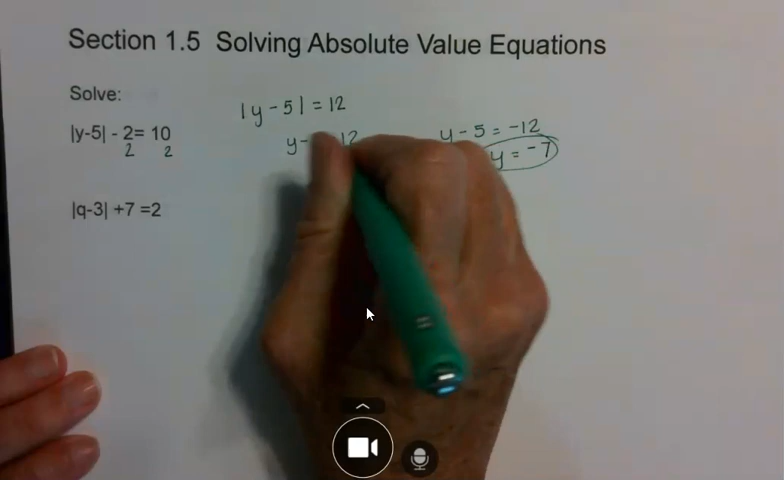 Section 1.5 Solving Absolute Value Equations
Solve:
|y-5| - 2= 10
2 2
|y - 5| = 12
y - 12
y - 5 = -12
y = -7
|q-3| +7 =2